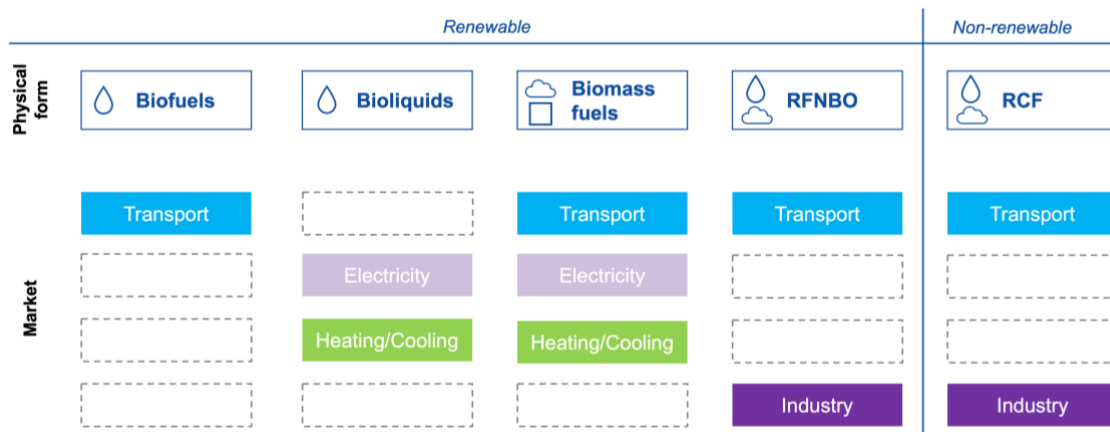 Renewable
Non-renewable
Physical
form
Biofuels
Bioliquids
Biomass
fuels
RFNBO
RCF
Market
Transport
Transport
Transport
Transport
Electricity
Electricity
Heating/Cooling
Heating/Cooling
Industry
Industry